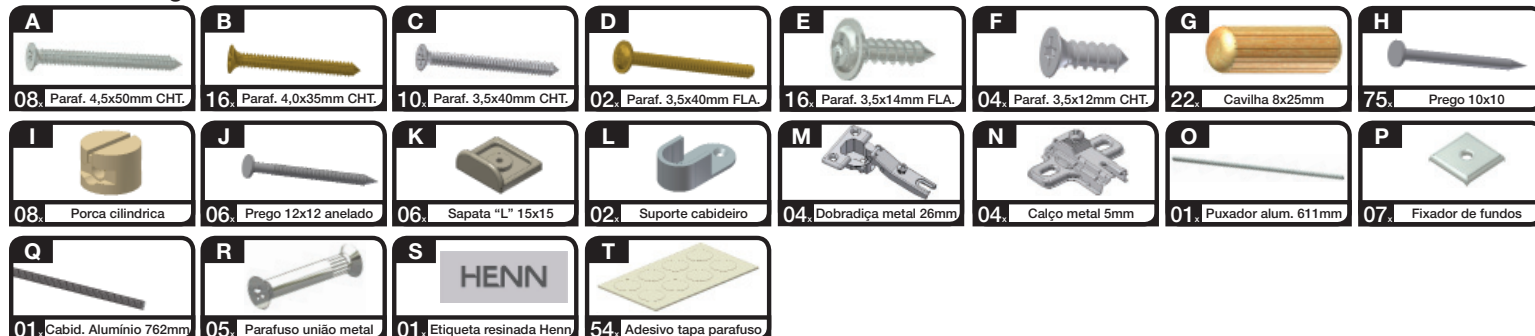 A
08x Paraf. 4,5x50mm CHT.
B
16x Paraf. 4,0x35mm CHT.
C
10x Paraf. 3,5x40mm CHT.
D
02x Paraf. 3,5x40mm FLA.
E
16x Paraf. 3,5x14mm FLA.
F
04x Paraf. 3,5x12mm CHT.
G
22x Cavilha 8x25mm
H
75x Prego 10x10
I
08x Porca cilindrica
J
06x Prego 12x12 anelado
K
06x Sapata “L” 15x15
L
02x Suporte cabideiro
M
04x Dobradiça metal 26mm
N
04x Calço metal 5mm
O
01x Puxador alum. 611mm
P
07x Fixador de fundos
Q
01x Cabid. Alumínio 762mm
R
05x Parafuso união metal
S
HENN
01x Etiqueta resinada Henn
T
54x Adesivo tapa parafuso